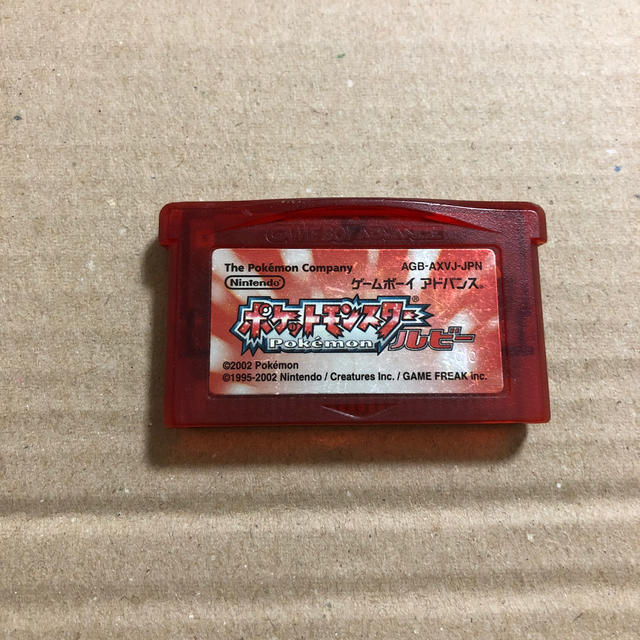 GAME BOY ADVANCE
The Pokémon Company
AGB-AXVJ-JPN
Nintendo
ゲームボーイ アドバンス®
ポケットモンスター®
Pokémon
ルビー
©2002 Pokémon
©1995-2002 Nintendo / Creatures Inc. / GAME FREAK inc.